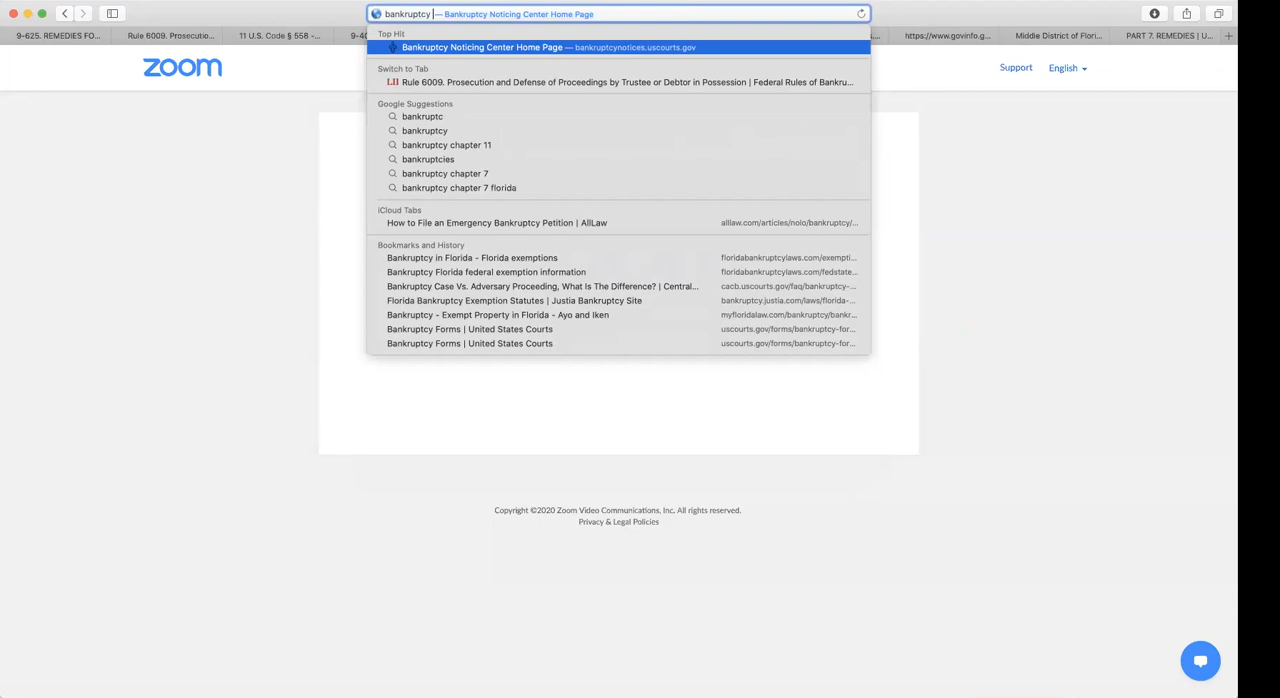 bankruptcy — Bankruptcy Noticing Center Home Page
9-625. REMEDIES FO... Rule 6009. Prosecutio... 11 U.S. Code § 558 -... 9-40 https://www.govinfo.g... Middle District of Flori... PART 7. REMEDIES | U...
Top Hit
Bankruptcy Noticing Center Home Page — bankruptcynotices.uscourts.gov
zoom
Support English
Switch to Tab
LII Rule 6009. Prosecution and Defense of Proceedings by Trustee or Debtor in Possession | Federal Rules of Bankru...
Google Suggestions
bankruptc
bankruptcy
bankruptcy chapter 11
bankruptcies
bankruptcy chapter 7
bankruptcy chapter 7 florida
iCloud Tabs
How to File an Emergency Bankruptcy Petition | AllLaw alllaw.com/articles/nolo/bankruptcy/...
Bookmarks and History
Bankruptcy in Florida - Florida exemptions floridabankruptcylaws.com/exempti...
Bankruptcy Florida federal exemption information floridabankruptcylaws.com/fedstate...
Bankruptcy Case Vs. Adversary Proceeding, What Is The Difference? | Central... cacb.uscourts.gov/faq/bankruptcy-...
Florida Bankruptcy Exemption Statutes | Justia Bankruptcy Site bankruptcy.justia.com/laws/florida-...
Bankruptcy - Exempt Property in Florida - Ayo and Iken myfloridalaw.com/bankruptcy/bankr...
Bankruptcy Forms | United States Courts uscourts.gov/forms/bankruptcy-for...
Bankruptcy Forms | United States Courts uscourts.gov/forms/bankruptcy-for...
Copyright ©2020 Zoom Video Communications, Inc. All rights reserved.
Privacy & Legal Policies